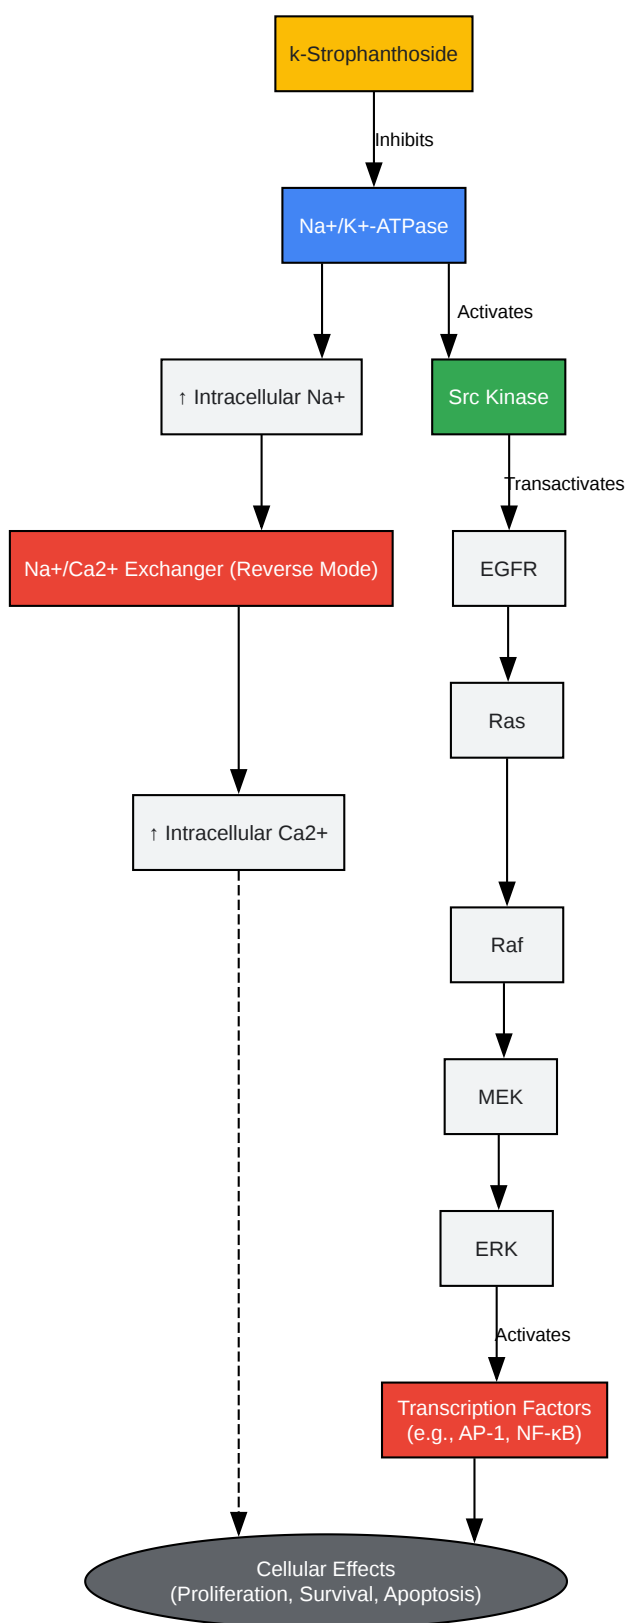 k-Strophanthoside
Inhibits
Na+/K+-ATPase
Activates
↑ Intracellular Na+
Src Kinase
Transactivates
Na+/Ca2+ Exchanger (Reverse Mode)
EGFR
Ras
↑ Intracellular Ca2+
Raf
MEK
ERK
Activates
Transcription Factors
(e.g., AP-1, NF-κB)
Cellular Effects
(Proliferation, Survival, Apoptosis)